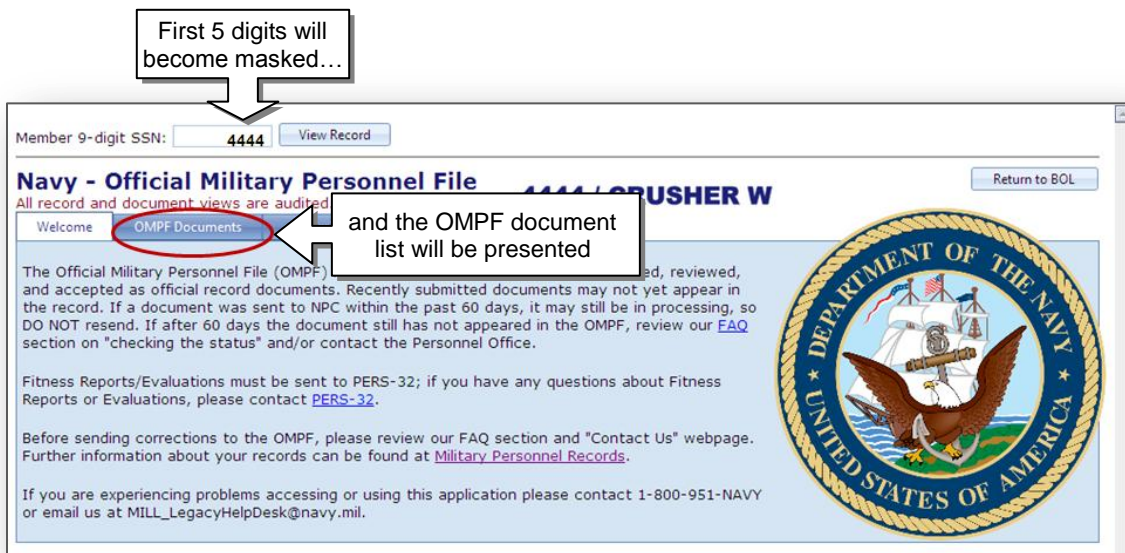 First 5 digits will
become masked…
Member 9-digit SSN: 4444 View Record
Navy - Official Military Personnel File
USHER W
Return to BOL
All record and document views are audited
and the OMPF document
list will be presented
Welcome OMPF Documents
The Official Military Personnel File (OMPF) ed, reviewed,
and accepted as official record documents. Recently submitted documents may not yet appear in
the record. If a document was sent to NPC within the past 60 days, it may still be in processing, so
DO NOT resend. If after 60 days the document still has not appeared in the OMPF, review our FAQ
section on "checking the status" and/or contact the Personnel Office.
Fitness Reports/Evaluations must be sent to PERS-32; if you have any questions about Fitness
Reports or Evaluations, please contact PERS-32.
Before sending corrections to the OMPF, please review our FAQ section and "Contact Us" webpage.
Further information about your records can be found at Military Personnel Records.
If you are experiencing problems accessing or using this application please contact 1-800-951-NAVY
or email us at MILL_LegacyHelpDesk@navy.mil.
DEPARTMENT OF THE NAVY
★ UNITED STATES OF AMERICA ★